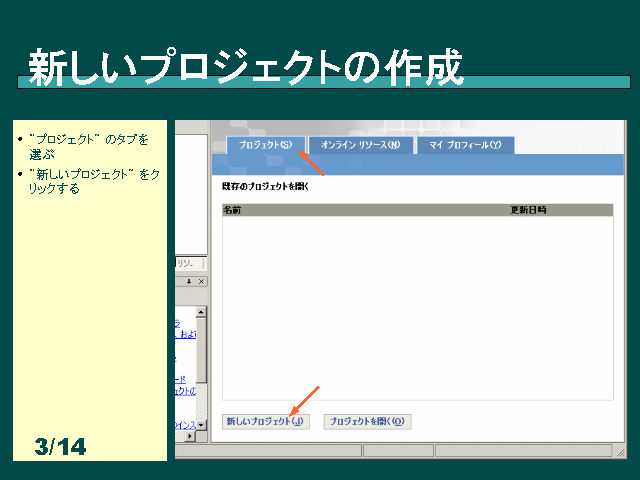 新しいプロジェクトの作成
• “プロジェクト” のタブを
選ぶ
• “新しいプロジェクト” をク
リックする
3/14
プロジェクト(S) オンライン リソース(N) マイ プロフィール(Y)
既存のプロジェクトを開く
名前 更新日時
リソ...
ラ
、およ
ード
ェクトの
のインス
新しいプロジェクト(J) プロジェクトを開く(O)